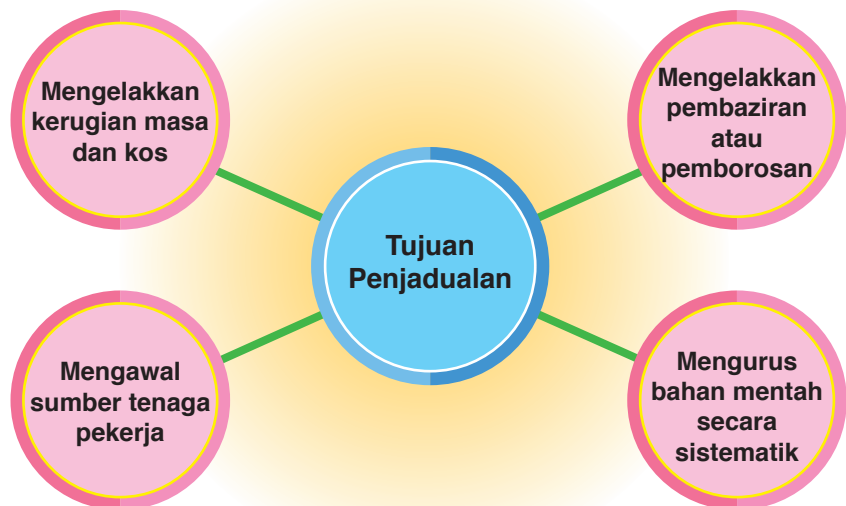 Mengelakkan
kerugian masa
dan kos
Mengelakkan
pembaziran
atau
pemborosan
Tujuan
Penjadualan
Mengawal
sumber tenaga
pekerja
Mengurus
bahan mentah
secara
sistematik